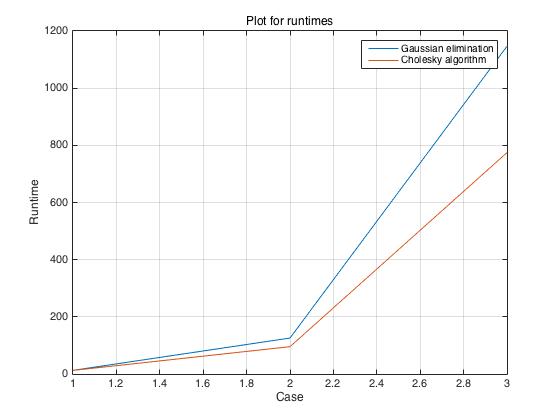 Plot for runtimes
Gaussian elimination
Cholesky algorithm
1200
1000
800
600
400
200
0
Runtime
1 1.2 1.4 1.6 1.8 2 2.2 2.4 2.6 2.8 3
Case